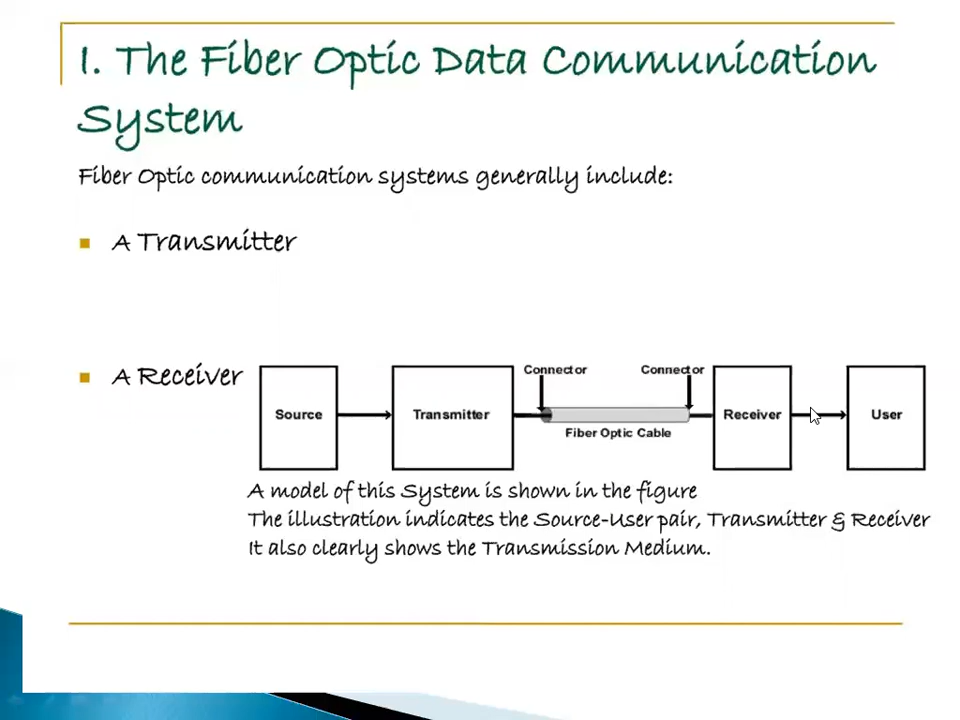 I. The Fiber Optic Data Communication
System
Fiber Optic communication systems generally include:
A Transmitter
A Receiver
Connector
Connector
Source
Transmitter
Receiver
User
Fiber Optic Cable
A model of this System is shown in the figure
The illustration indicates the Source-User pair, Transmitter & Receiver
It also clearly shows the Transmission Medium.